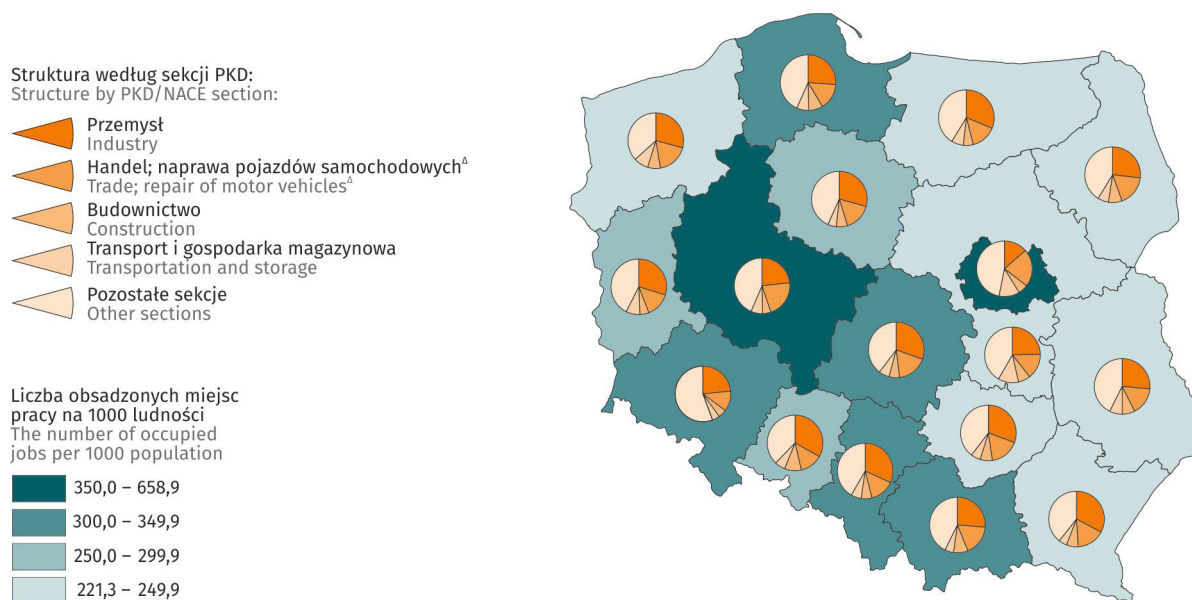 Struktura według sekcji PKD:
Structure by PKD/NACE section:
Przemysł
Industry
Handel; naprawa pojazdów samochodowych^Δ
Trade; repair of motor vehicles^Δ
Budownictwo
Construction
Transport i gospodarka magazynowa
Transportation and storage
Pozostałe sekcje
Other sections
Liczba obsadzonych miejsc
pracy na 1000 ludności
The number of occupied
jobs per 1000 population
350,0 – 658,9
300,0 – 349,9
250,0 – 299,9
221,3 – 249,9